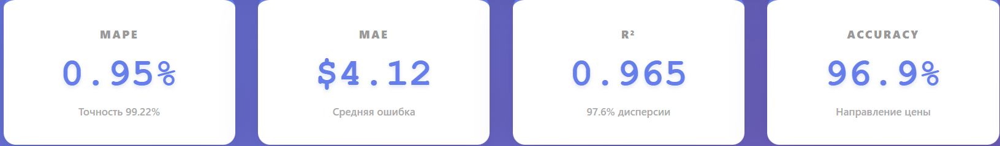 MAPE
0.95%
Точность 99.22%
MAE
$4.12
Средняя ошибка
R²
0.965
97.6% дисперсии
ACCURACY
96.9%
Направление цены